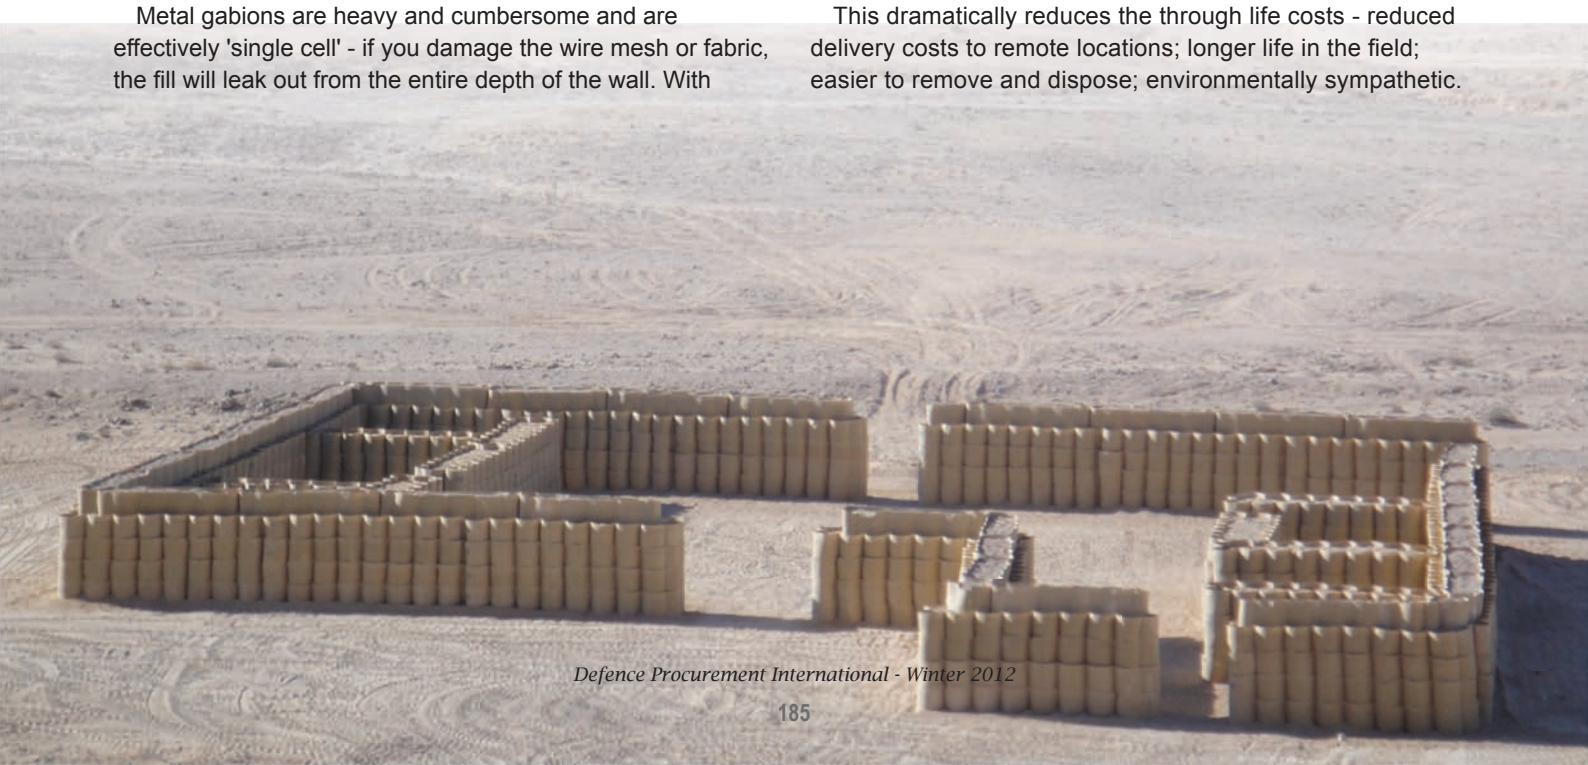 Metal gabions are heavy and cumbersome and are
effectively 'single cell' - if you damage the wire mesh or fabric,
the fill will leak out from the entire depth of the wall. With
This dramatically reduces the through life costs - reduced
delivery costs to remote locations; longer life in the field;
easier to remove and dispose; environmentally sympathetic.
Defence Procurement International - Winter 2012
185